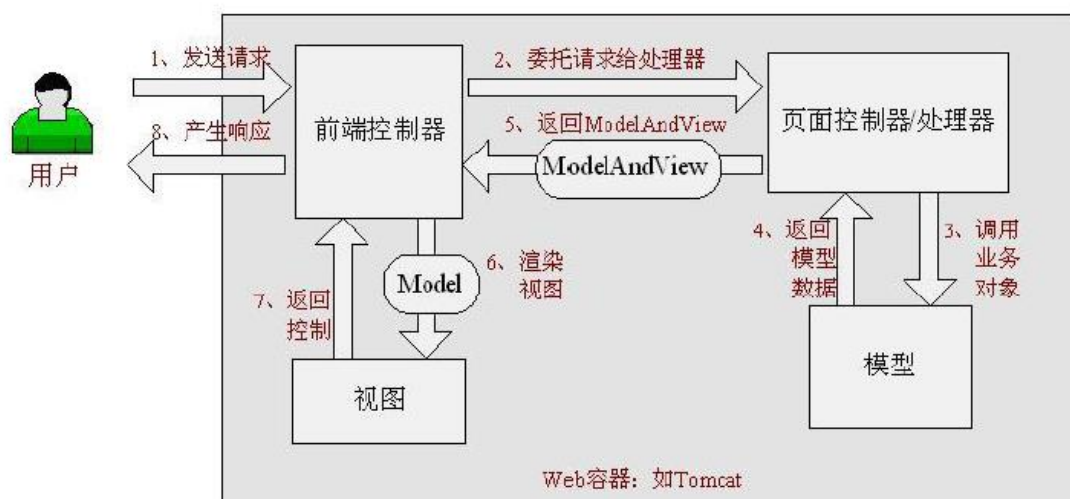 1、发送请求
2、委托请求给处理器
前端控制器
页面控制器/处理器
8、产生响应
用户
5、返回ModelAndView
ModelAndView
4、返回
模型
数据
3、调用
业务
对象
6、渲染
视图
Model
7、返回
控制
视图
模型
Web容器：如Tomcat